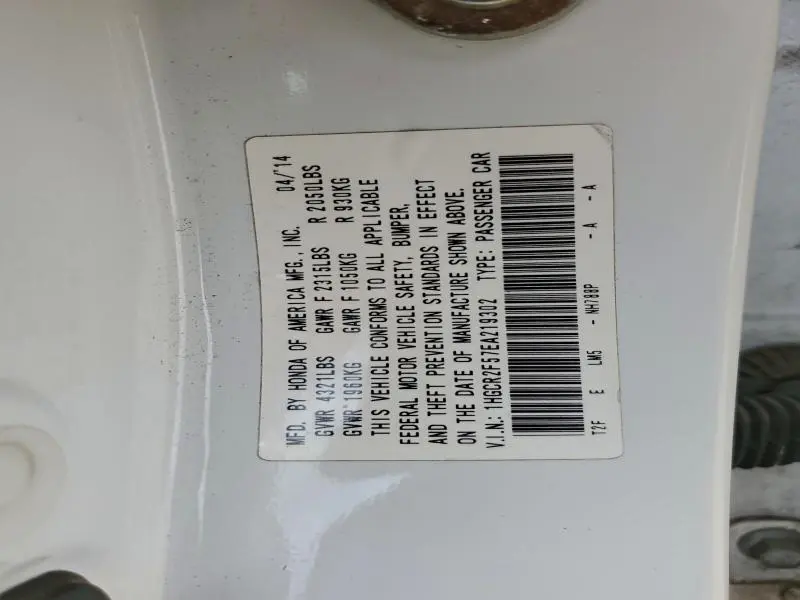 MFD. BY HONDA OF AMERICA MFG., INC. 04/'14
GVWR 4321LBS GAWR F 2315LBS R 2050LBS
GVWR 1960KG GAWR F 1050KG R 930KG
THIS VEHICLE CONFORMS TO ALL APPLICABLE
FEDERAL MOTOR VEHICLE SAFETY, BUMPER,
AND THEFT PREVENTION STANDARDS IN EFFECT
ON THE DATE OF MANUFACTURE SHOWN ABOVE.
V.I.N.: 1HGCR2F57EA219302 TYPE: PASSENGER CAR
T2F E LM5 - NH788P - A - A